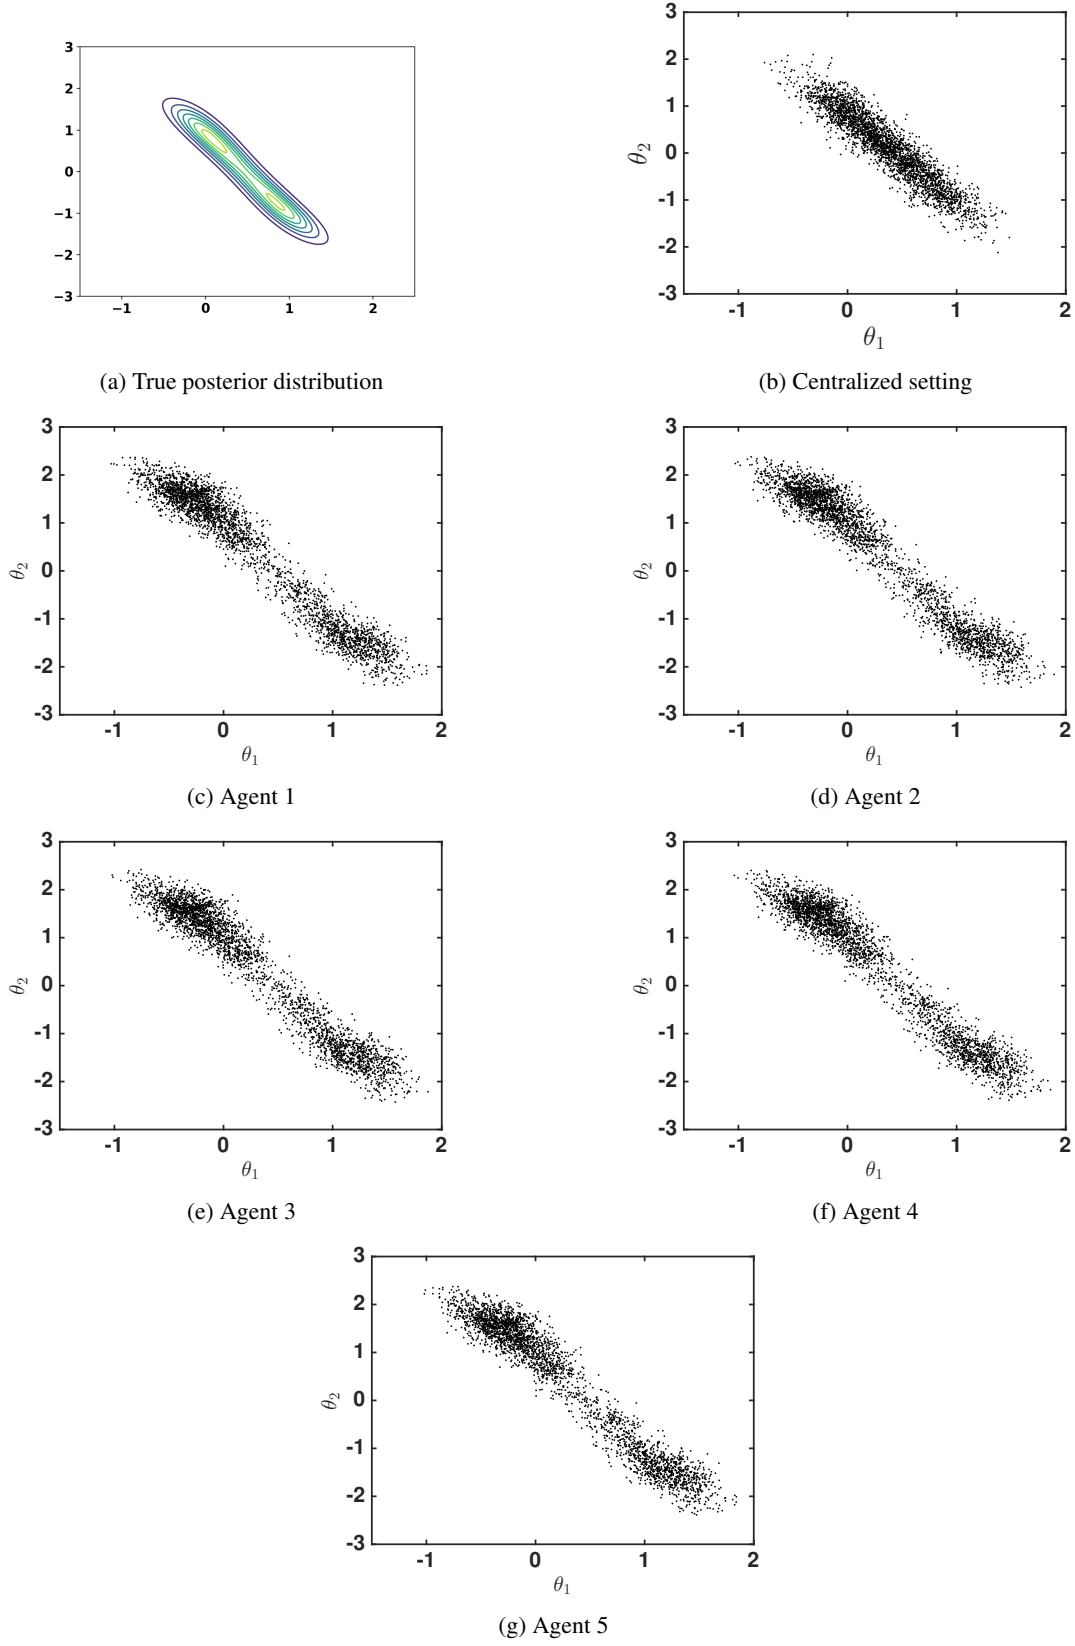 3
2
1
0
−1
−2
−3
−1 0 1 2
(a) True posterior distribution
3
2
1
0
-1
-2
-3
θ2
-1 0 1 2
θ1
(b) Centralized setting
3
2
1
0
-1
-2
-3
θ2
-1 0 1 2
θ1
(c) Agent 1
3
2
1
0
-1
-2
-3
θ2
-1 0 1 2
θ1
(d) Agent 2
3
2
1
0
-1
-2
-3
θ2
-1 0 1 2
θ1
(e) Agent 3
3
2
1
0
-1
-2
-3
θ2
-1 0 1 2
θ1
(f) Agent 4
3
2
1
0
-1
-2
-3
θ2
-1 0 1 2
θ1
(g) Agent 5